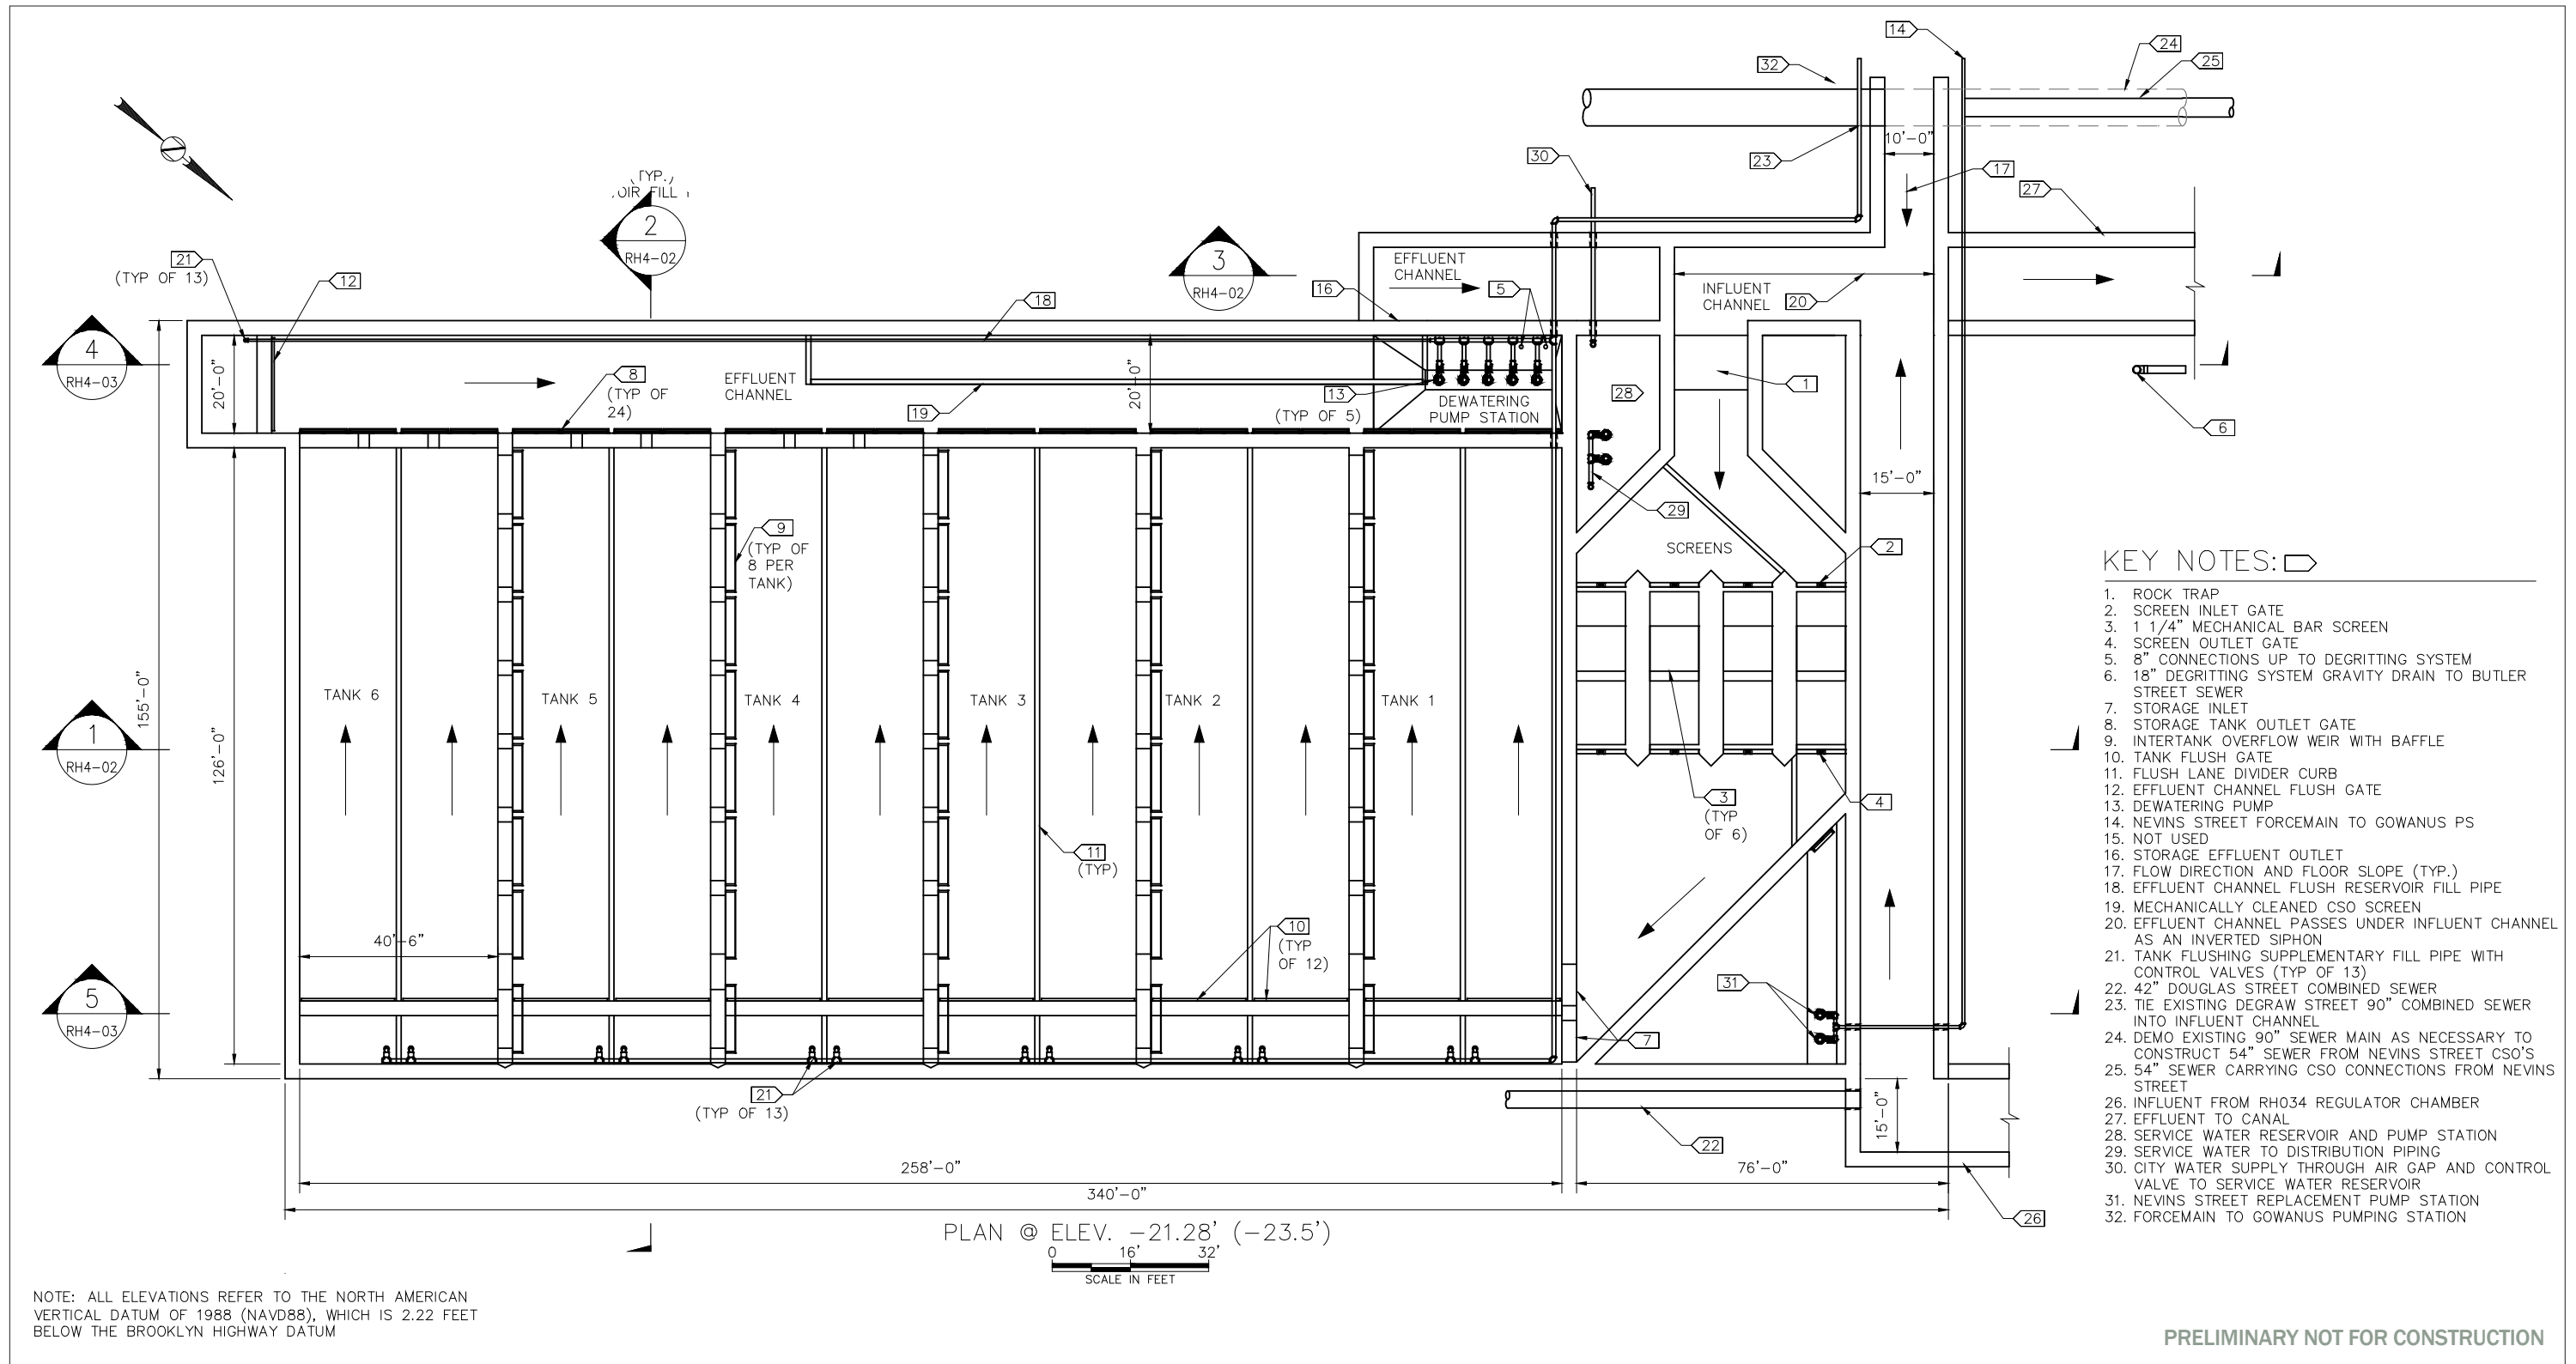 14
24
32
25
10'-0"
30
23
17
27
(TYP.)
OIR FILL
2
RH4-02
21
(TYP OF 13)
12
3
RH4-02
EFFLUENT
CHANNEL
16
5
INFLUENT
CHANNEL
20
18
4
RH4-03
20'-0"
8
(TYP OF
24)
EFFLUENT
CHANNEL
19
20'-0"
13
(TYP OF 5)
DEWATERING
PUMP STATION
28
1
6
15'-0"
29
9
(TYP OF
8 PER
TANK)
SCREENS
2
155'-0"
126'-0"
TANK 6
TANK 5
TANK 4
TANK 3
TANK 2
TANK 1
1
RH4-02
3
(TYP
OF 6)
4
11
(TYP)
40'-6"
10
(TYP
OF 12)
5
RH4-03
31
7
21
(TYP OF 13)
22
15'-0"
258'-0"
76'-0"
340'-0"
26
PLAN @ ELEV. -21.28' (-23.5')
0 16' 32'
SCALE IN FEET
KEY NOTES:
1. ROCK TRAP
2. SCREEN INLET GATE
3. 1 1/4" MECHANICAL BAR SCREEN
4. SCREEN OUTLET GATE
5. 8" CONNECTIONS UP TO DEGRITTING SYSTEM
6. 18" DEGRITTING SYSTEM GRAVITY DRAIN TO BUTLER
STREET SEWER
7. STORAGE INLET
8. STORAGE TANK OUTLET GATE
9. INTERTANK OVERFLOW WEIR WITH BAFFLE
10. TANK FLUSH GATE
11. FLUSH LANE DIVIDER CURB
12. EFFLUENT CHANNEL FLUSH GATE
13. DEWATERING PUMP
14. NEVINS STREET FORCEMAIN TO GOWANUS PS
15. NOT USED
16. STORAGE EFFLUENT OUTLET
17. FLOW DIRECTION AND FLOOR SLOPE (TYP.)
18. EFFLUENT CHANNEL FLUSH RESERVOIR FILL PIPE
19. MECHANICALLY CLEANED CSO SCREEN
20. EFFLUENT CHANNEL PASSES UNDER INFLUENT CHANNEL
AS AN INVERTED SIPHON
21. TANK FLUSHING SUPPLEMENTARY FILL PIPE WITH
CONTROL VALVES (TYP OF 13)
22. 42" DOUGLAS STREET COMBINED SEWER
23. TIE EXISTING DEGRAW STREET 90" COMBINED SEWER
INTO INFLUENT CHANNEL
24. DEMO EXISTING 90" SEWER MAIN AS NECESSARY TO
CONSTRUCT 54" SEWER FROM NEVINS STREET CSO'S
25. 54" SEWER CARRYING CSO CONNECTIONS FROM NEVINS
STREET
26. INFLUENT FROM RH034 REGULATOR CHAMBER
27. EFFLUENT TO CANAL
28. SERVICE WATER RESERVOIR AND PUMP STATION
29. SERVICE WATER TO DISTRIBUTION PIPING
30. CITY WATER SUPPLY THROUGH AIR GAP AND CONTROL
VALVE TO SERVICE WATER RESERVOIR
31. NEVINS STREET REPLACEMENT PUMP STATION
32. FORCEMAIN TO GOWANUS PUMPING STATION
NOTE: ALL ELEVATIONS REFER TO THE NORTH AMERICAN
VERTICAL DATUM OF 1988 (NAVD88), WHICH IS 2.22 FEET
BELOW THE BROOKLYN HIGHWAY DATUM
PRELIMINARY NOT FOR CONSTRUCTION